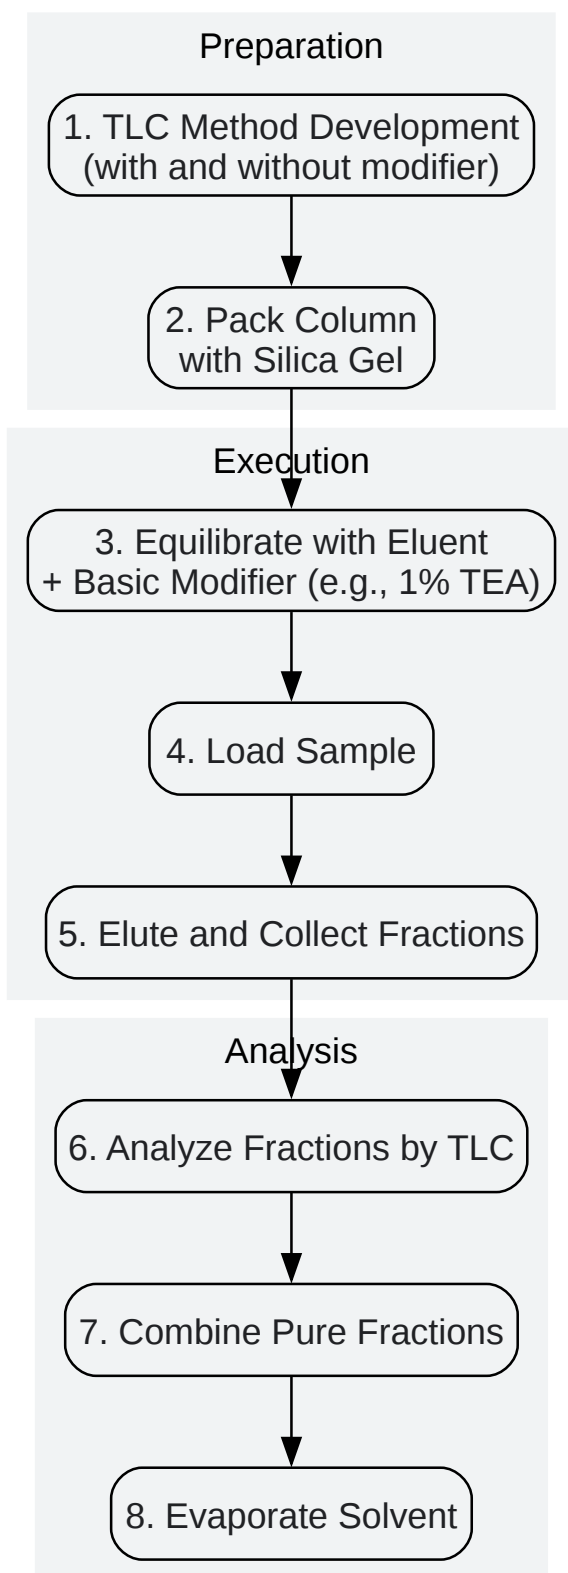 Preparation
1. TLC Method Development
(with and without modifier)
2. Pack Column
with Silica Gel
Execution
3. Equilibrate with Eluent
+ Basic Modifier (e.g., 1% TEA)
4. Load Sample
5. Elute and Collect Fractions
Analysis
6. Analyze Fractions by TLC
7. Combine Pure Fractions
8. Evaporate Solvent